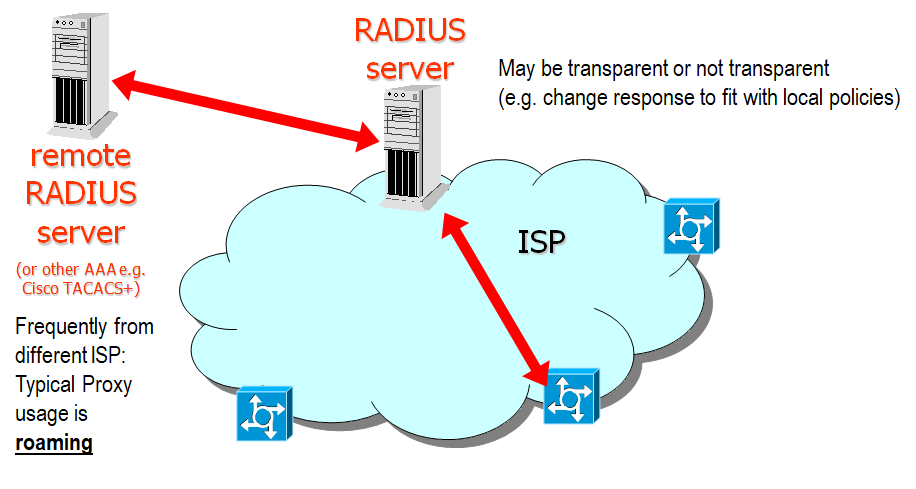 RADIUS
server
May be transparent or not transparent
(e.g. change response to fit with local policies)
remote
RADIUS
server
(or other AAA e.g.
Cisco TACACS+)
Frequently from
different ISP:
Typical Proxy
usage is
roaming
ISP